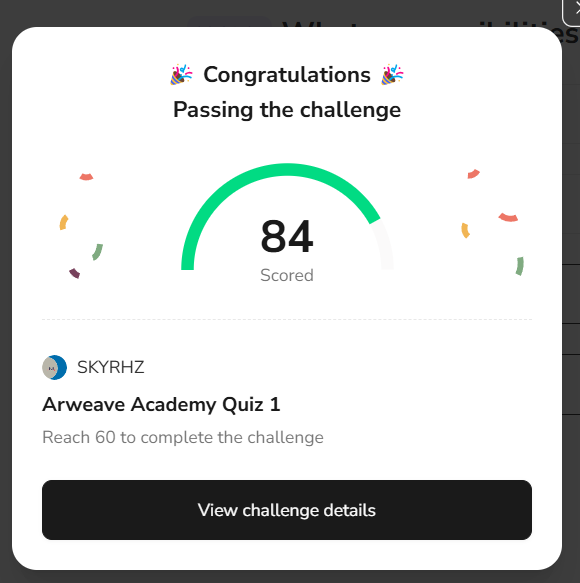 🎉 Congratulations 🎉
Passing the challenge
84
Scored
SKYRHZ
Arweave Academy Quiz 1
Reach 60 to complete the challenge
View challenge details